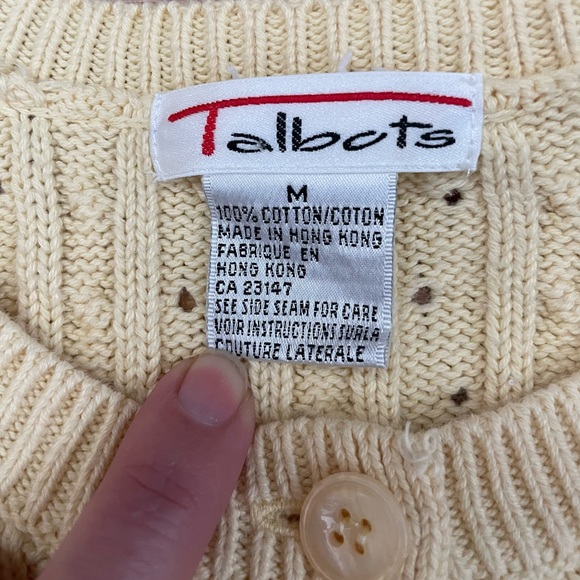 Talbots
M
100% COTTON/COTON
MADE IN HONG KONG
FABRIQUE EN
HONG KONG
CA 23147
SEE SIDE SEAM FOR CARE
VOIR INSTRUCTIONS SUR LA
COUTURE LATERALE